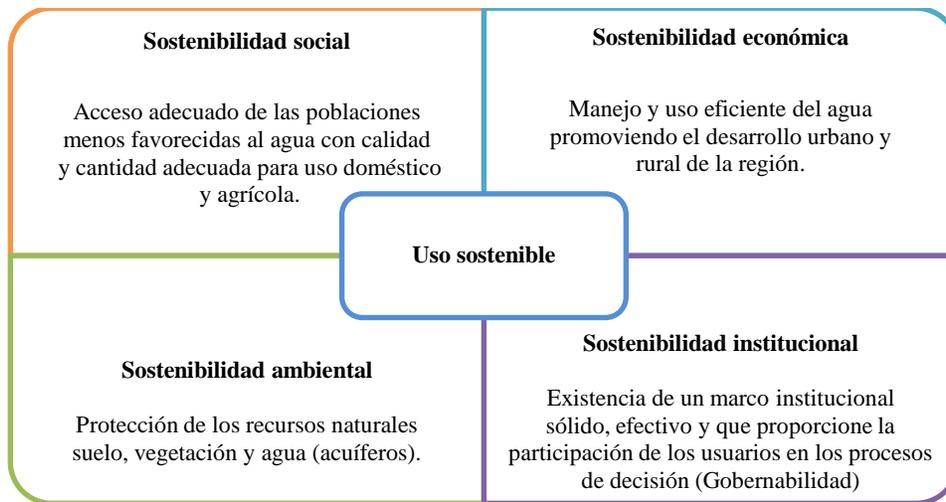 Sostenibilidad social
Acceso adecuado de las poblaciones
menos favorecidas al agua con calidad
y cantidad adecuada para uso doméstico
y agrícola.
Sostenibilidad económica
Manejo y uso eficiente del agua
promoviendo el desarrollo urbano y
rural de la región.
Uso sostenible
Sostenibilidad ambiental
Protección de los recursos naturales
suelo, vegetación y agua (acuíferos).
Sostenibilidad institucional
Existencia de un marco institucional
sólido, efectivo y que proporcione la
participación de los usuarios en los procesos
de decisión (Gobernabilidad)